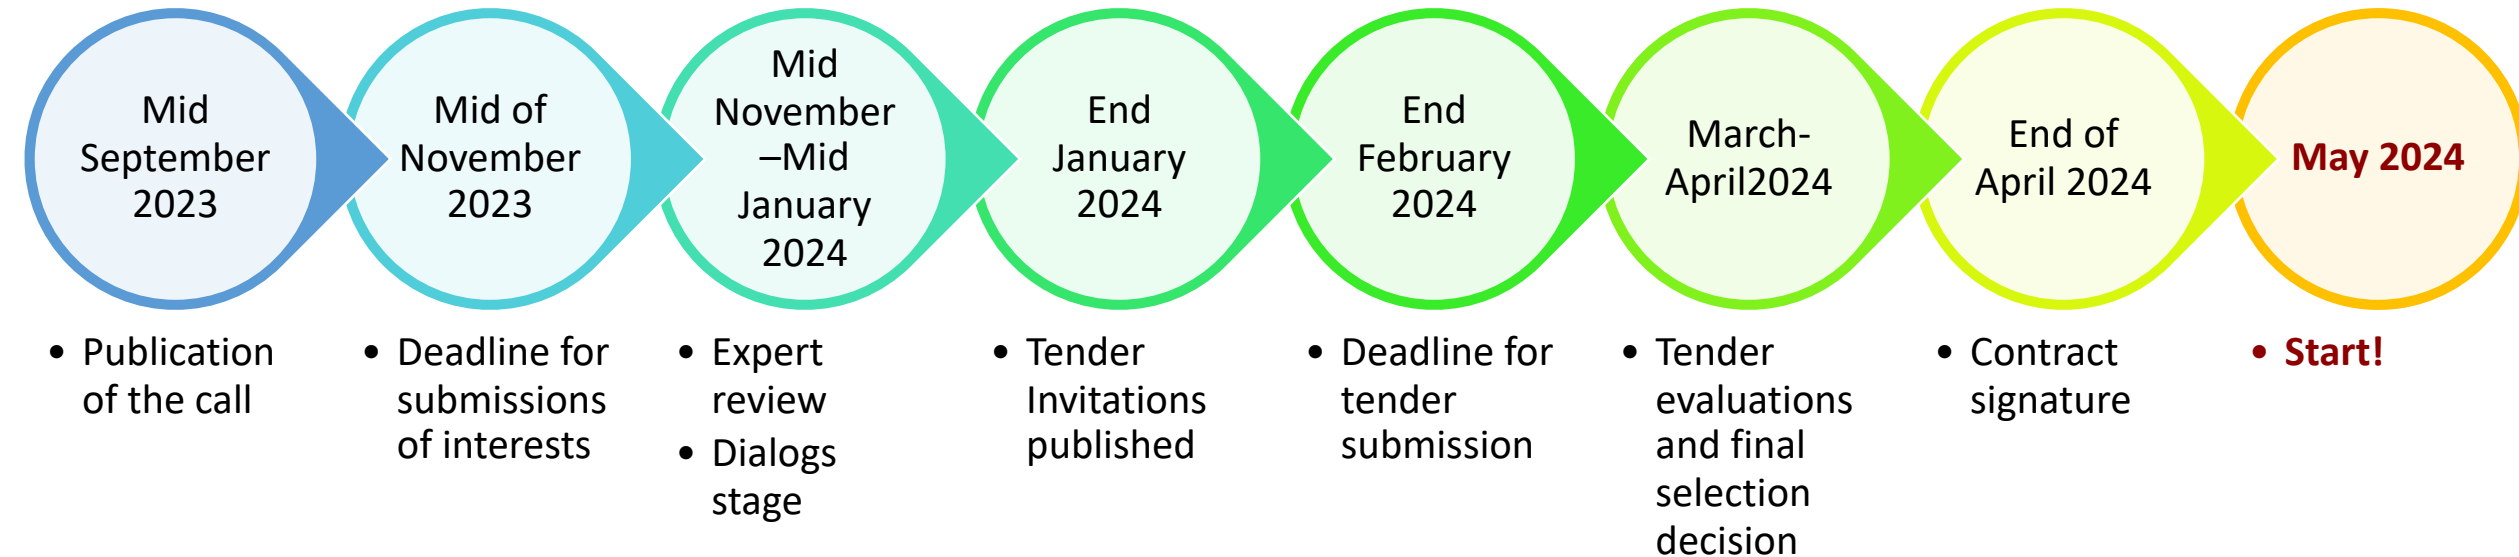 Mid
September
2023
Mid of
November
2023
Mid
November
–Mid
January
2024
End
January
2024
End
February
2024
March-
April2024
End of
April 2024
May 2024
• Publication
of the call
• Deadline for
submissions
of interests
• Expert
review
• Dialogs
stage
• Tender
Invitations
published
• Deadline for
tender
submission
• Tender
evaluations
and final
selection
decision
• Contract
signature
• Start!